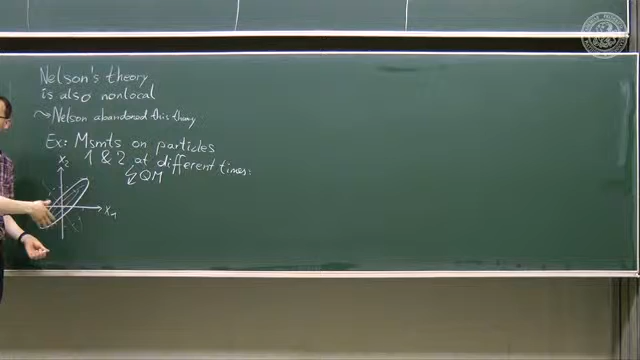 Nelson's theory
is also nonlocal
~> Nelson abandoned this theory
Ex: Msmts on particles
1 & 2 at different times:
↯QM
x₂
x₁